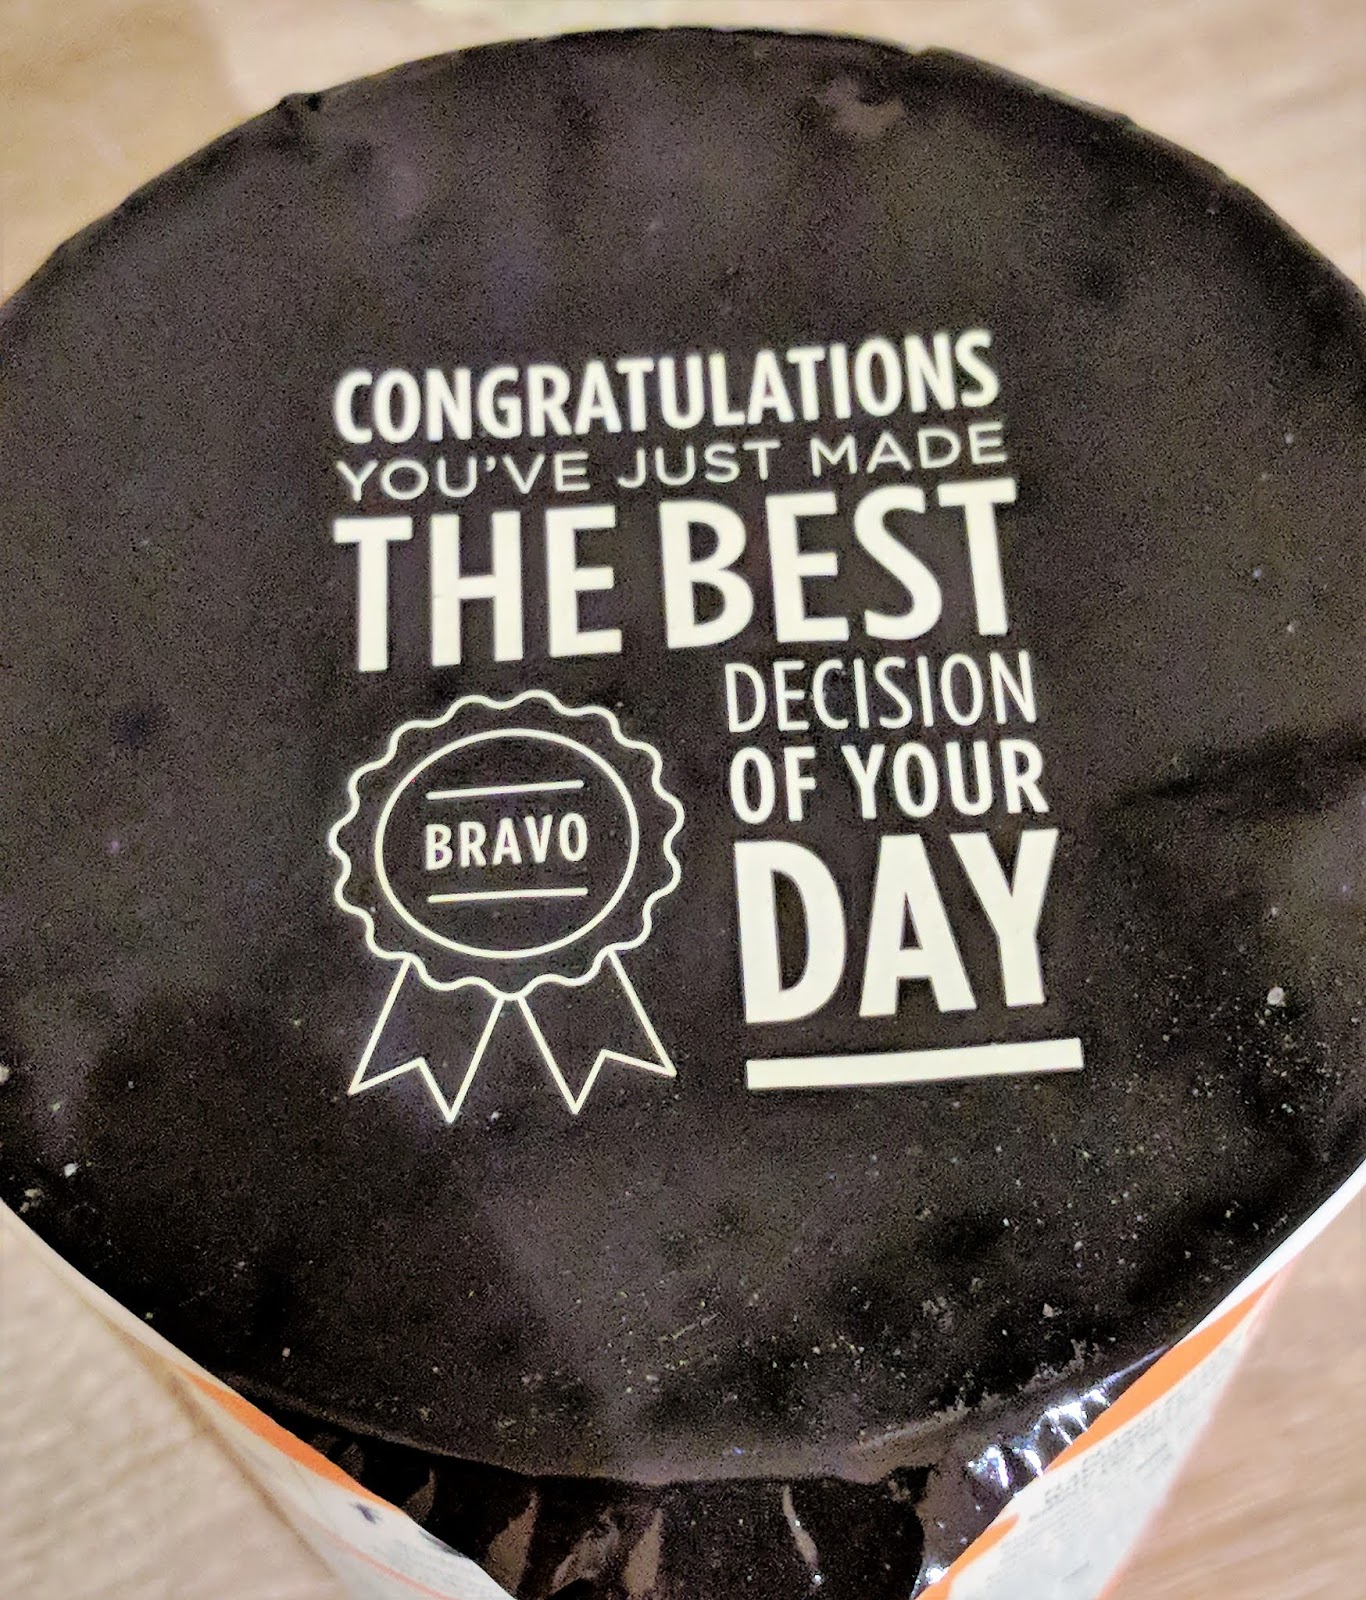 CONGRATULATIONS
YOU'VE JUST MADE
THE BEST
DECISION
OF YOUR
DAY
BRAVO